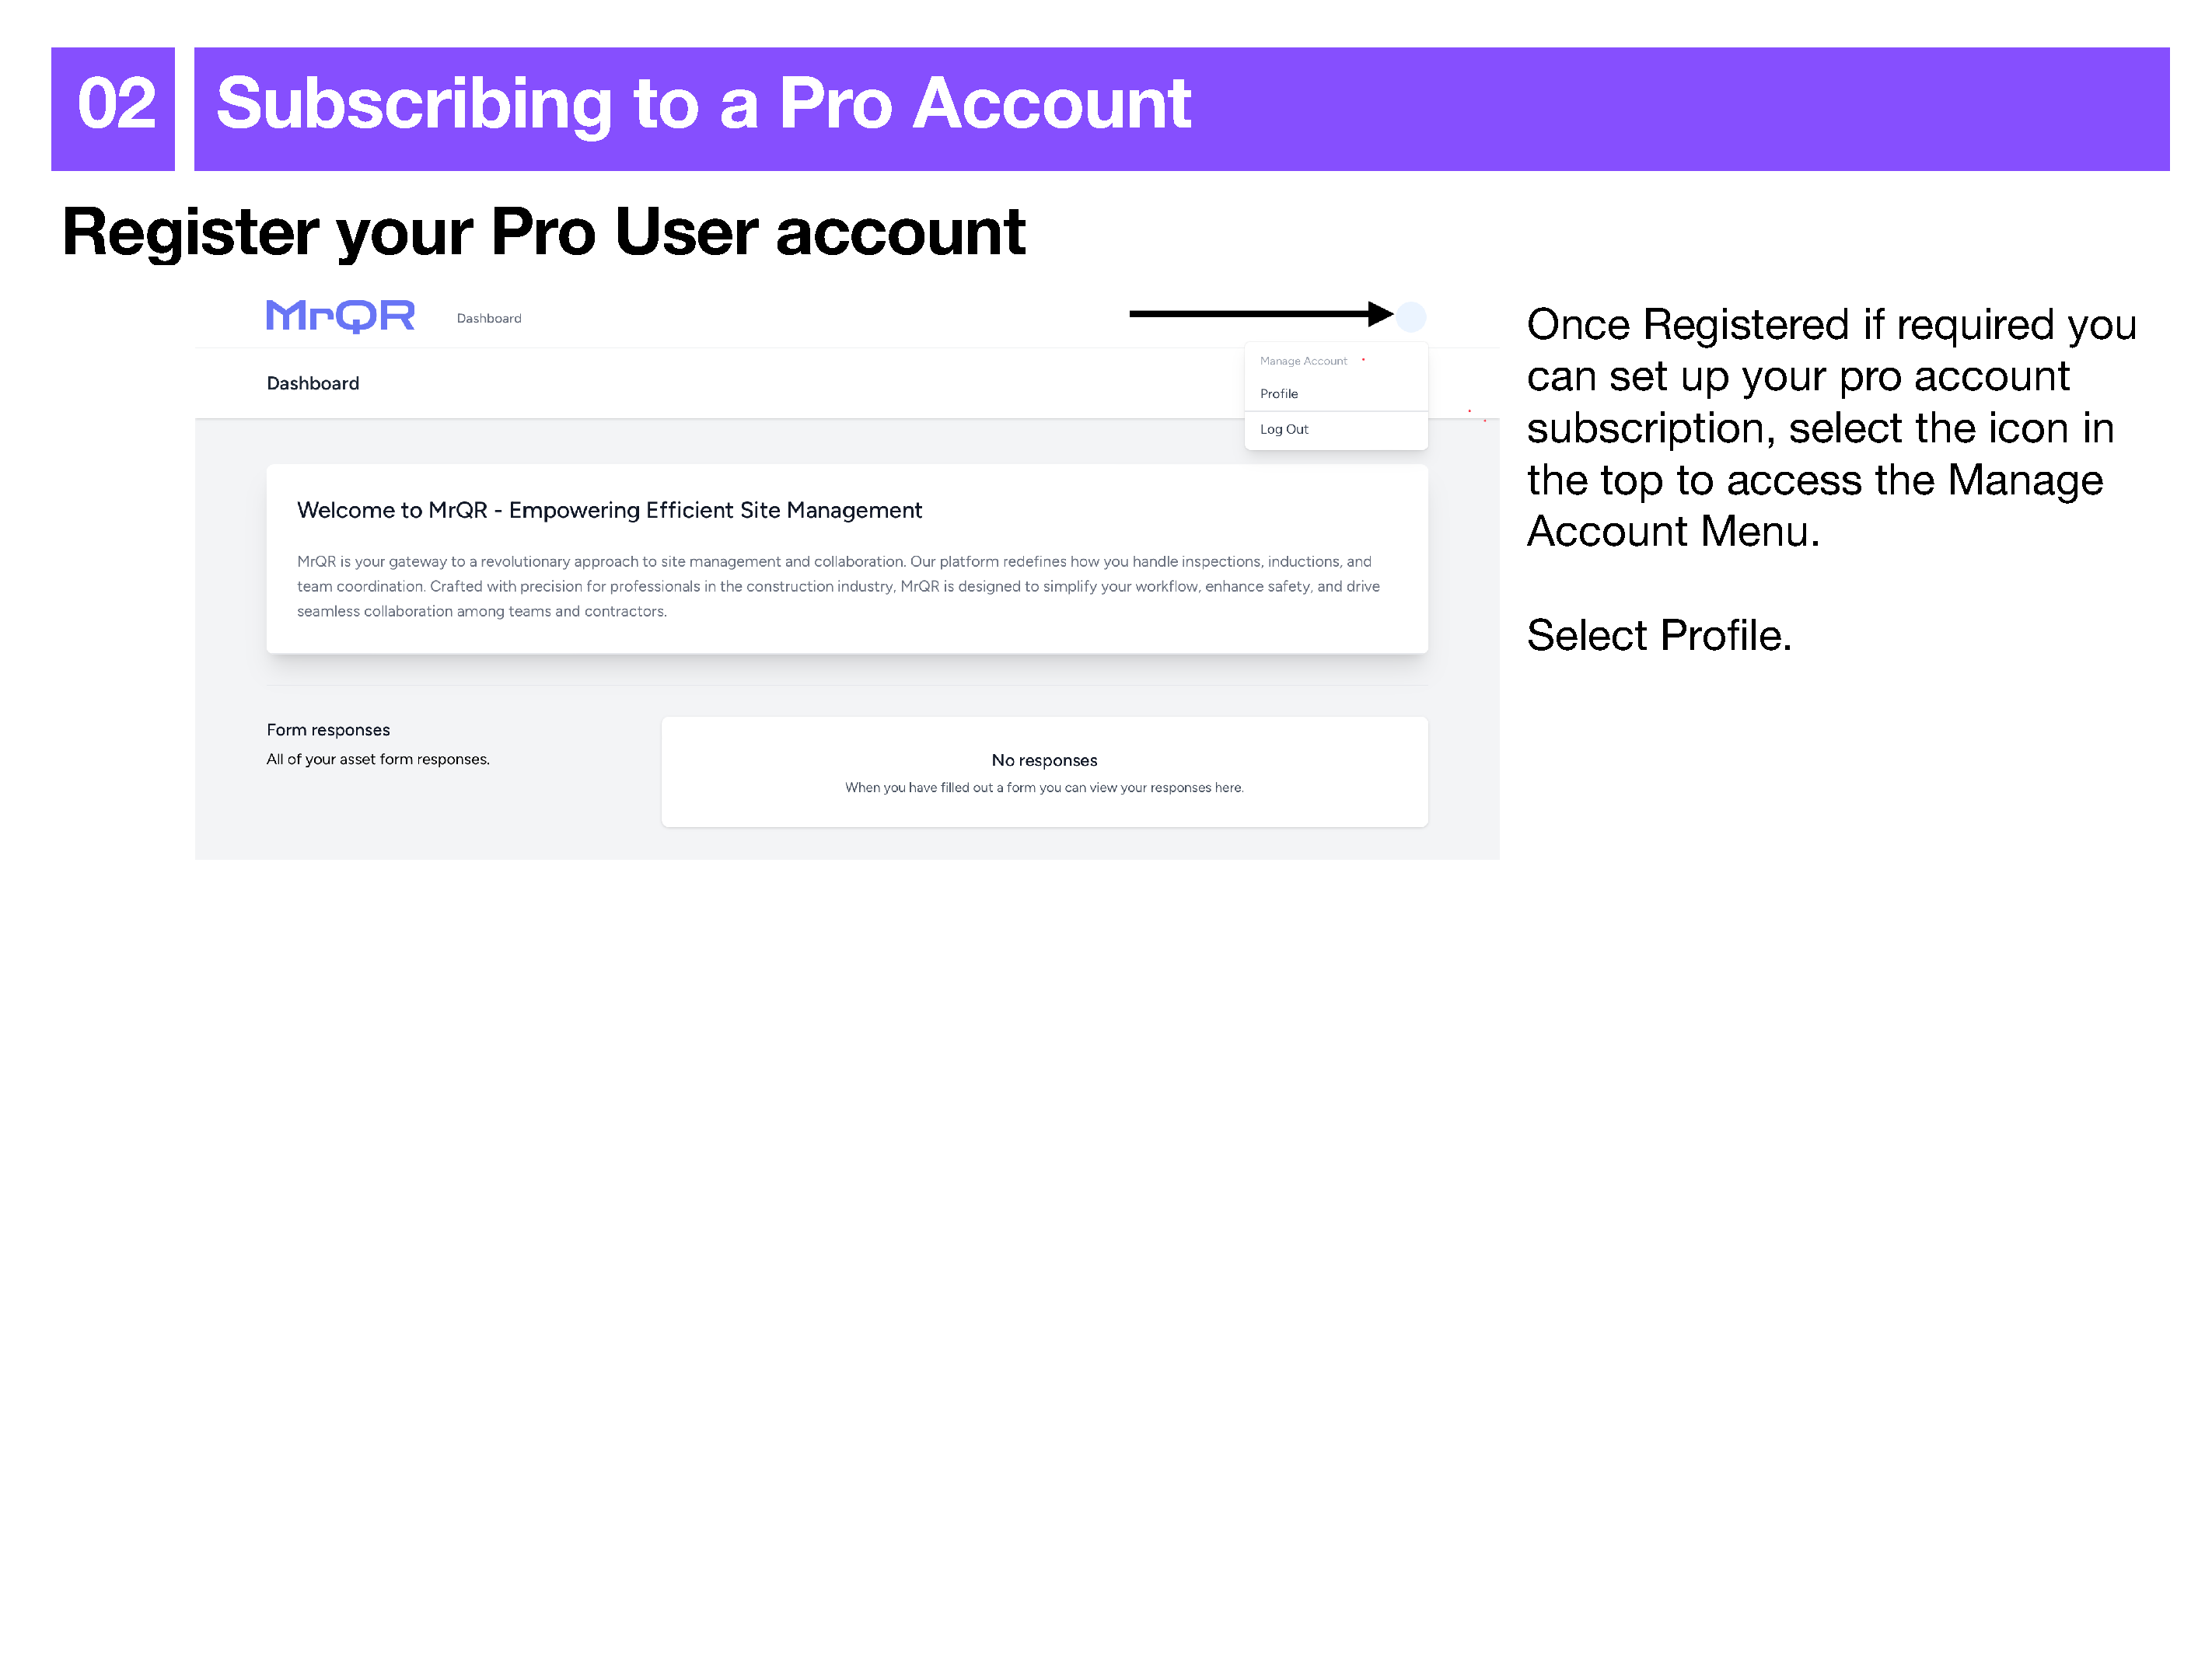 02 Subscribing to a Pro Account
Register your Pro User account
MrQR Dashboard
Manage Account
Dashboard
Profile
Log Out
Welcome to MrQR - Empowering Efficient Site Management
MrQR is your gateway to a revolutionary approach to site management and collaboration. Our platform redefines how you handle inspections, inductions, and
team coordination. Crafted with precision for professionals in the construction industry, MrQR is designed to simplify your workflow, enhance safety, and drive
seamless collaboration among teams and contractors.
Form responses
All of your asset form responses.
No responses
When you have filled out a form you can view your responses here.
Once Registered if required you
can set up your pro account
subscription, select the icon in
the top to access the Manage
Account Menu.
Select Profile.